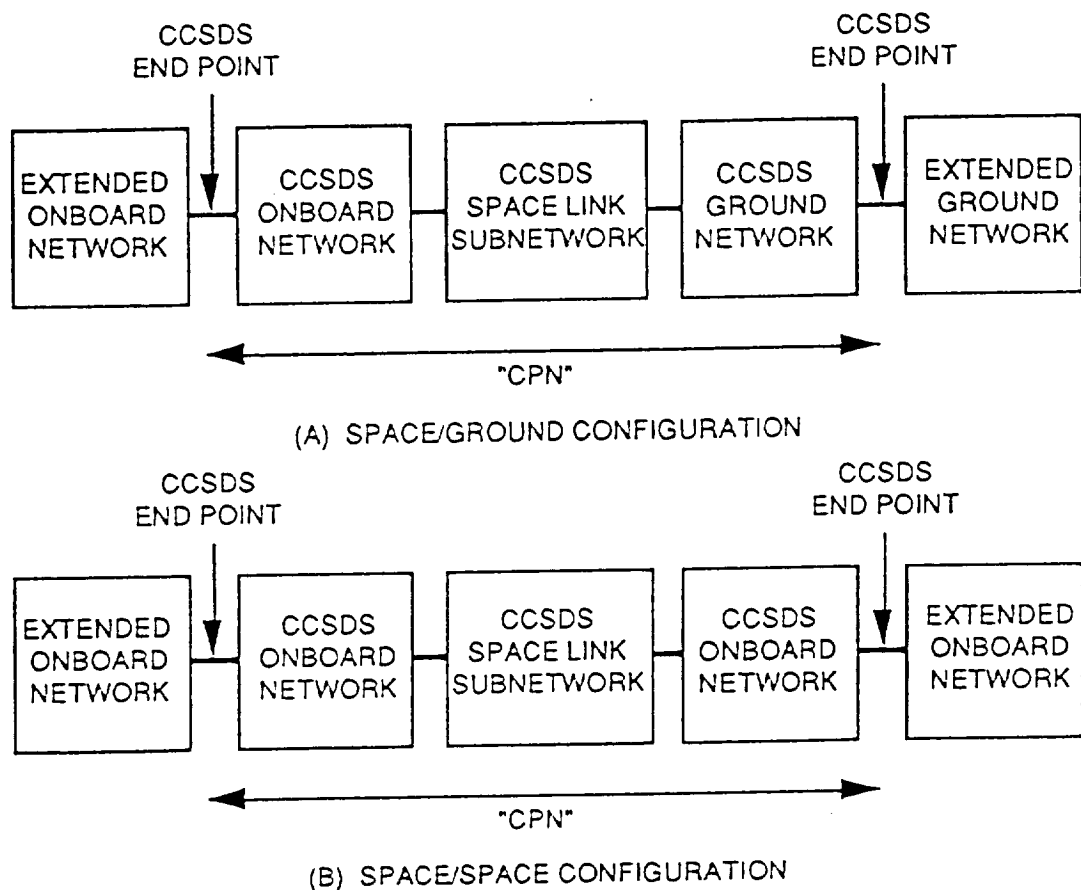 CCSDS
END POINT
CCSDS
END POINT
EXTENDED
ONBOARD
NETWORK
CCSDS
ONBOARD
NETWORK
CCSDS
SPACE LINK
SUBNETWORK
CCSDS
GROUND
NETWORK
EXTENDED
GROUND
NETWORK
"CPN"
(A) SPACE/GROUND CONFIGURATION
CCSDS
END POINT
CCSDS
END POINT
EXTENDED
ONBOARD
NETWORK
CCSDS
ONBOARD
NETWORK
CCSDS
SPACE LINK
SUBNETWORK
CCSDS
ONBOARD
NETWORK
EXTENDED
ONBOARD
NETWORK
"CPN"
(B) SPACE/SPACE CONFIGURATION